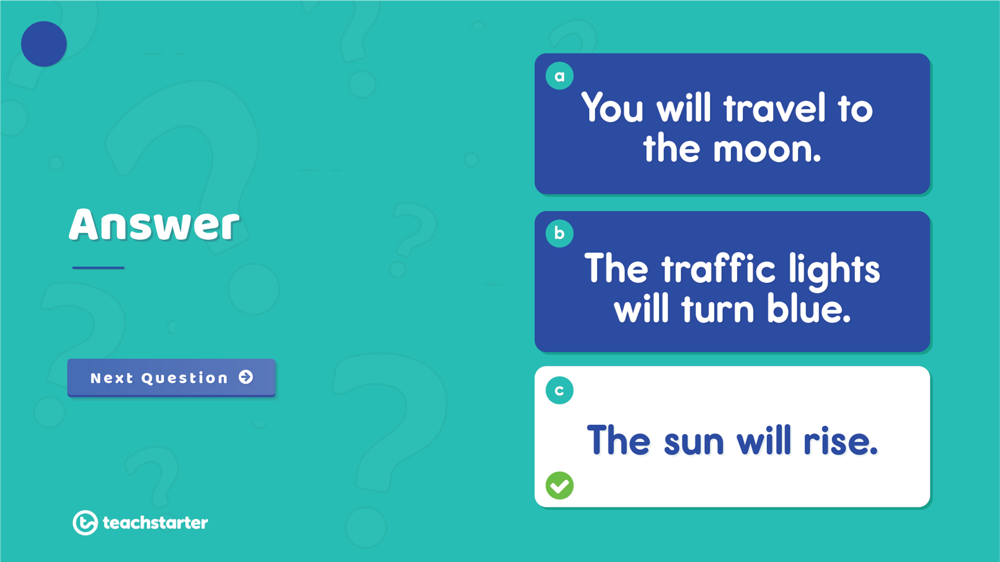 Answer
Next Question
teachstarter
a
You will travel to
the moon.
b
The traffic lights
will turn blue.
c
The sun will rise.